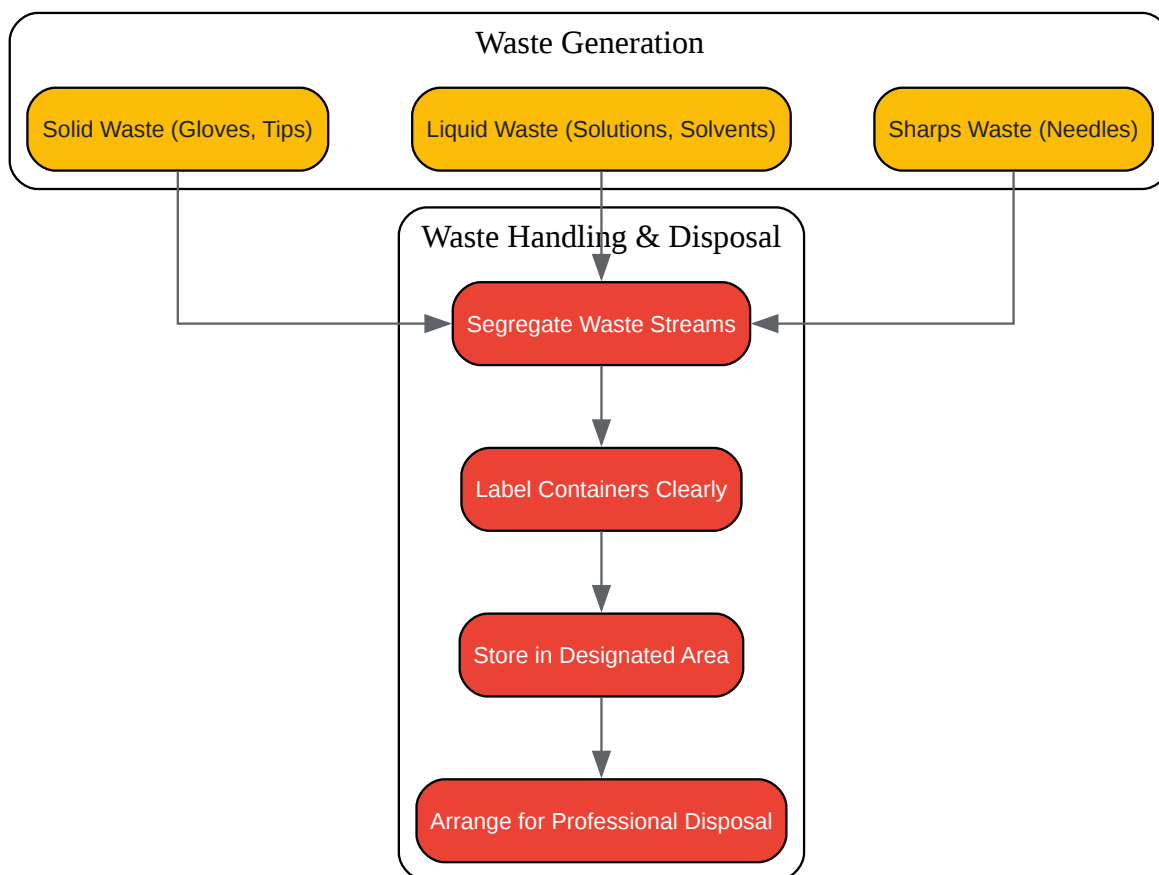 Waste Generation
Solid Waste (Gloves, Tips)
Liquid Waste (Solutions, Solvents)
Sharps Waste (Needles)
Waste Handling & Disposal
Segregate Waste Streams
Label Containers Clearly
Store in Designated Area
Arrange for Professional Disposal